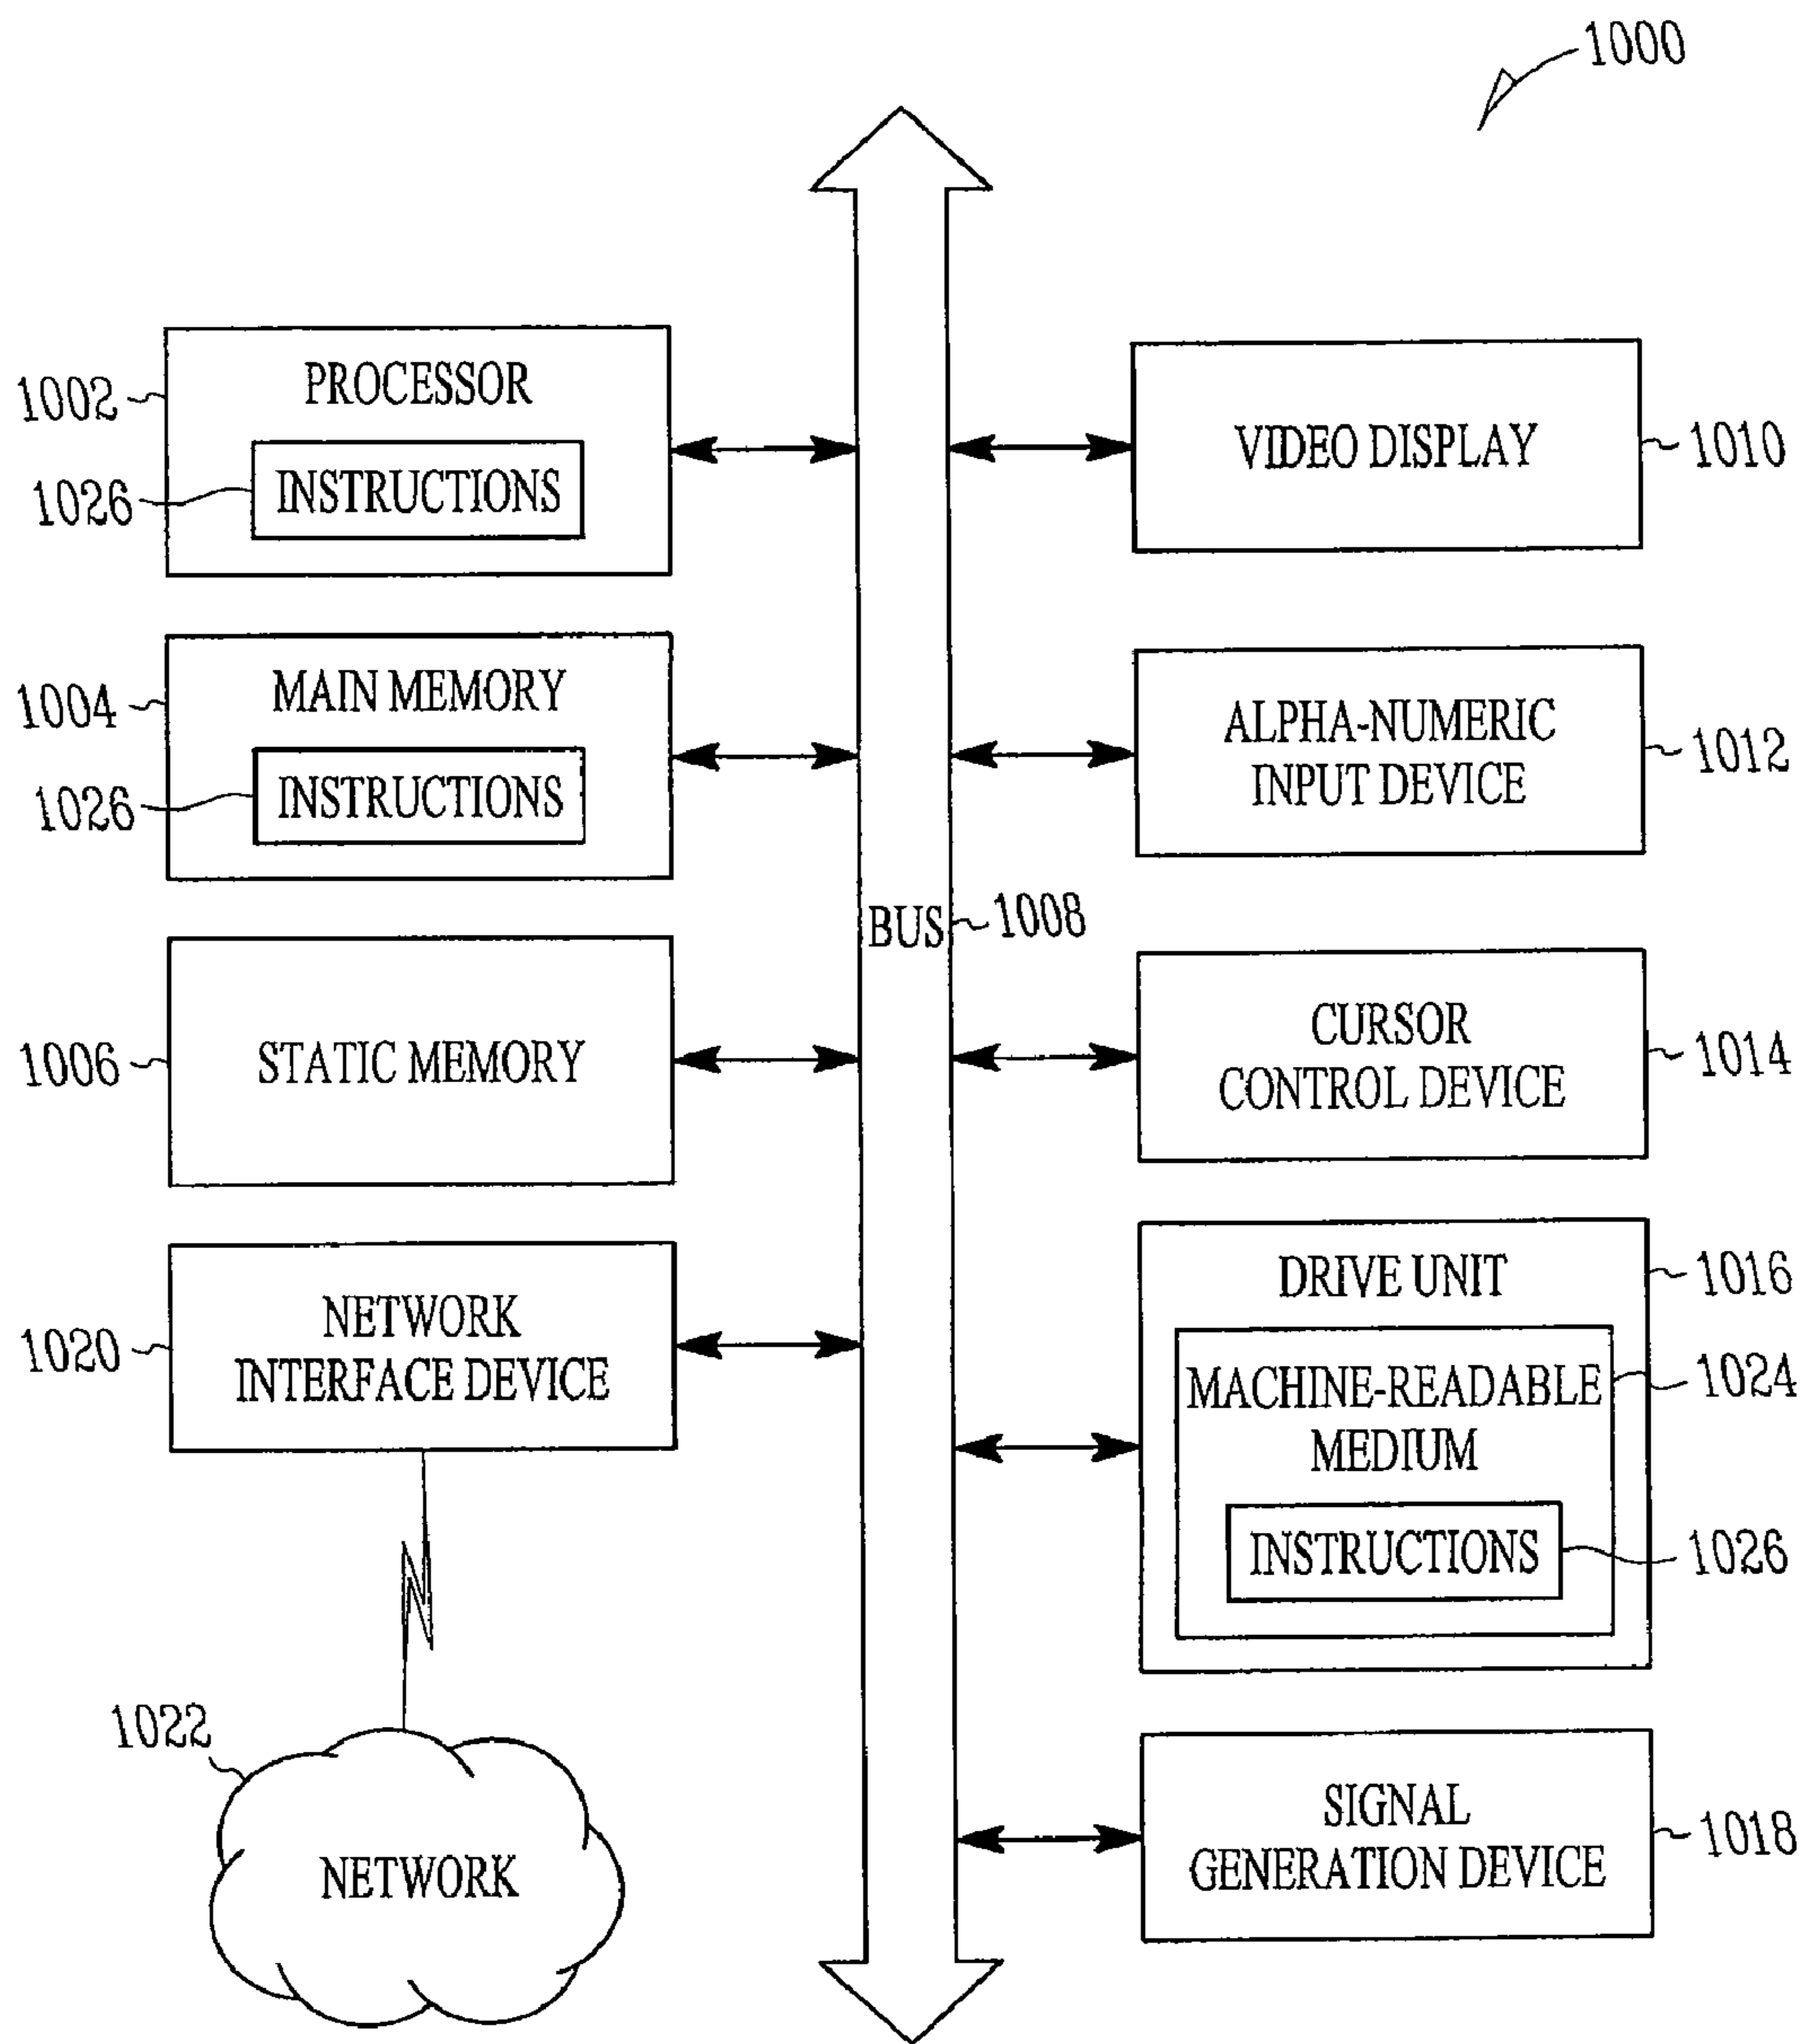 1000
PROCESSOR
1002
INSTRUCTIONS
1026
MAIN MEMORY
1004
INSTRUCTIONS
1026
STATIC MEMORY
1006
NETWORK
INTERFACE DEVICE
1020
1022
NETWORK
BUS
1008
VIDEO DISPLAY
1010
ALPHA-NUMERIC
INPUT DEVICE
1012
CURSOR
CONTROL DEVICE
1014
DRIVE UNIT
1016
MACHINE-READABLE
MEDIUM
1024
INSTRUCTIONS
1026
SIGNAL
GENERATION DEVICE
1018